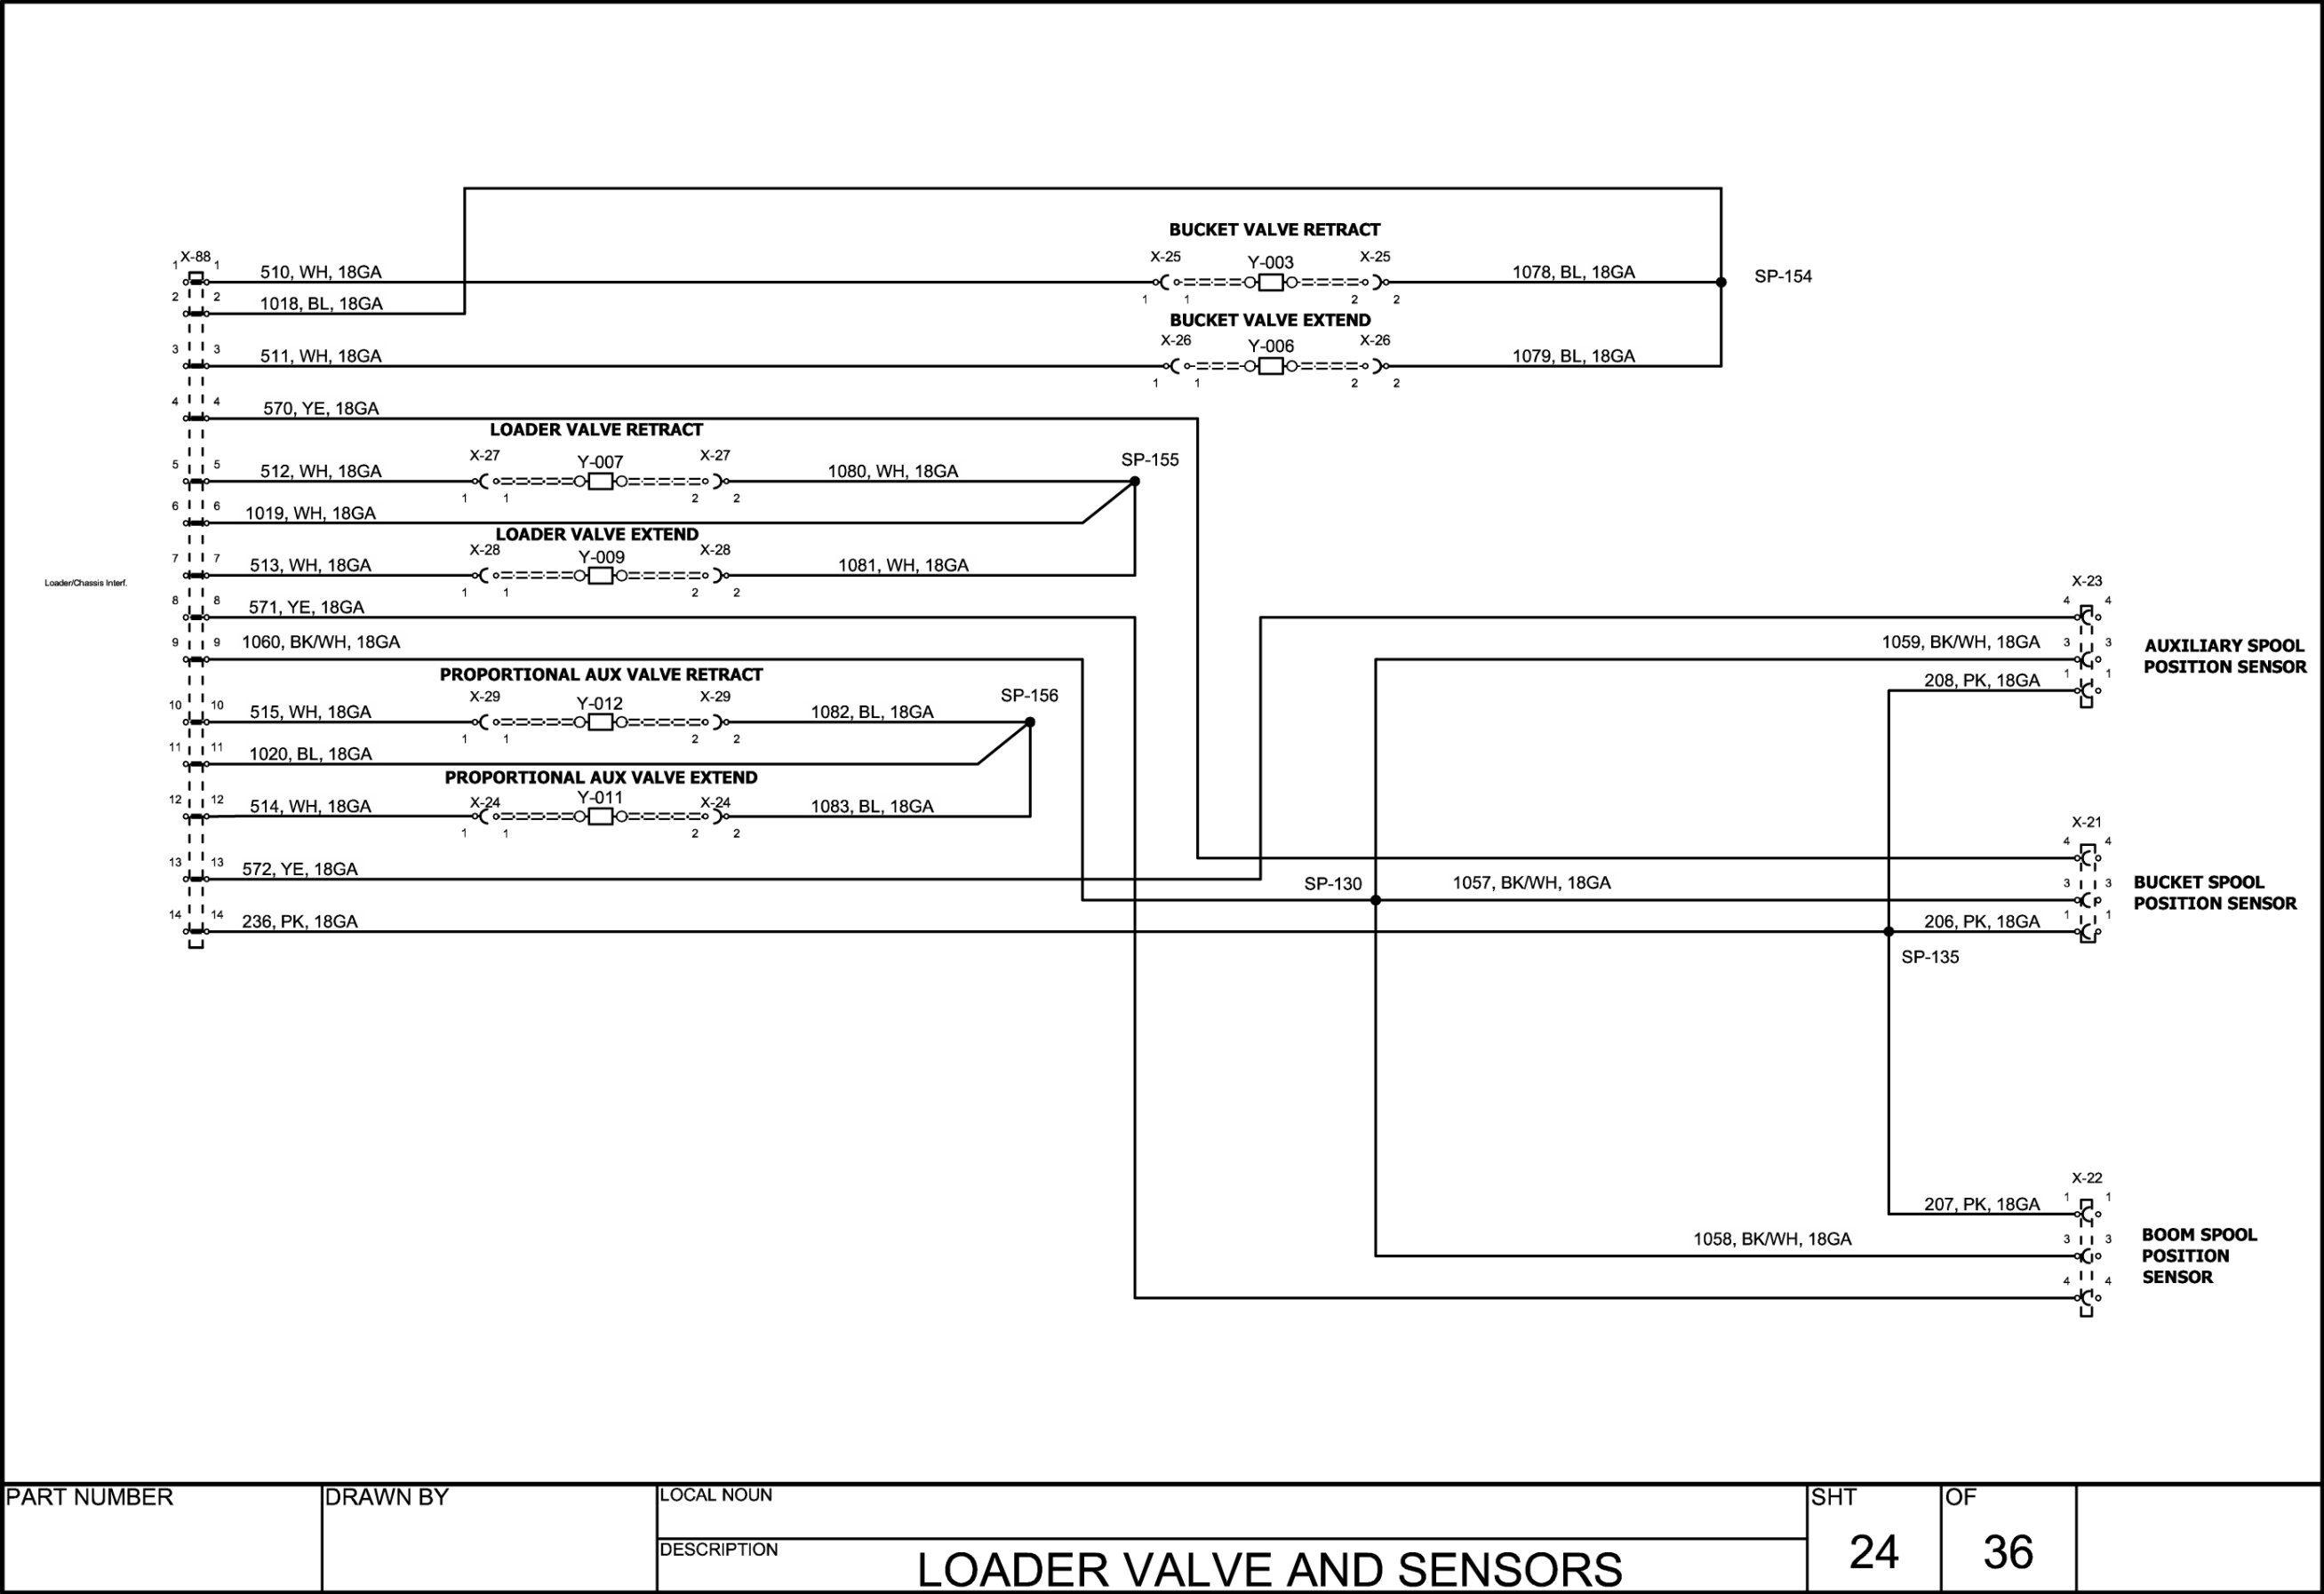 BUCKET VALVE RETRACT
X-88
X-25 Y-003 X-25
1 1 510, WH, 18GA 1078, BL, 18GA SP-154
1 1 2 2
2 2 1018, BL, 18GA
BUCKET VALVE EXTEND
X-26 Y-006 X-26
3 3 511, WH, 18GA 1079, BL, 18GA
1 1 2 2
4 4 570, YE, 18GA
LOADER VALVE RETRACT
X-27 Y-007 X-27 SP-155
5 5 512, WH, 18GA 1080, WH, 18GA
1 1 2 2
6 6 1019, WH, 18GA
LOADER VALVE EXTEND
X-28 Y-009 X-28
7 7 513, WH, 18GA 1081, WH, 18GA
Loader/Chassis Interf.
1 1 2 2
X-23
8 8 571, YE, 18GA 4 4
9 9 1060, BK/WH, 18GA 1059, BK/WH, 18GA 3 3
AUXILIARY SPOOL
POSITION SENSOR
PROPORTIONAL AUX VALVE RETRACT
208, PK, 18GA 1 1
X-29 Y-012 X-29 SP-156
10 10 515, WH, 18GA 1082, BL, 18GA
1 1 2 2
11 11 1020, BL, 18GA
PROPORTIONAL AUX VALVE EXTEND
X-24 Y-011 X-24
12 12 514, WH, 18GA 1083, BL, 18GA
1 1 2 2
X-21
4 4
13 13 572, YE, 18GA
SP-130 1057, BK/WH, 18GA 3 3
BUCKET SPOOL
POSITION SENSOR
14 14 236, PK, 18GA 206, PK, 18GA 1 1
SP-135
X-22
207, PK, 18GA 1 1
1058, BK/WH, 18GA 3 3
BOOM SPOOL
POSITION
SENSOR
4 4
PART NUMBER
DRAWN BY
LOCAL NOUN
DESCRIPTION
LOADER VALVE AND SENSORS
SHT
24
OF
36